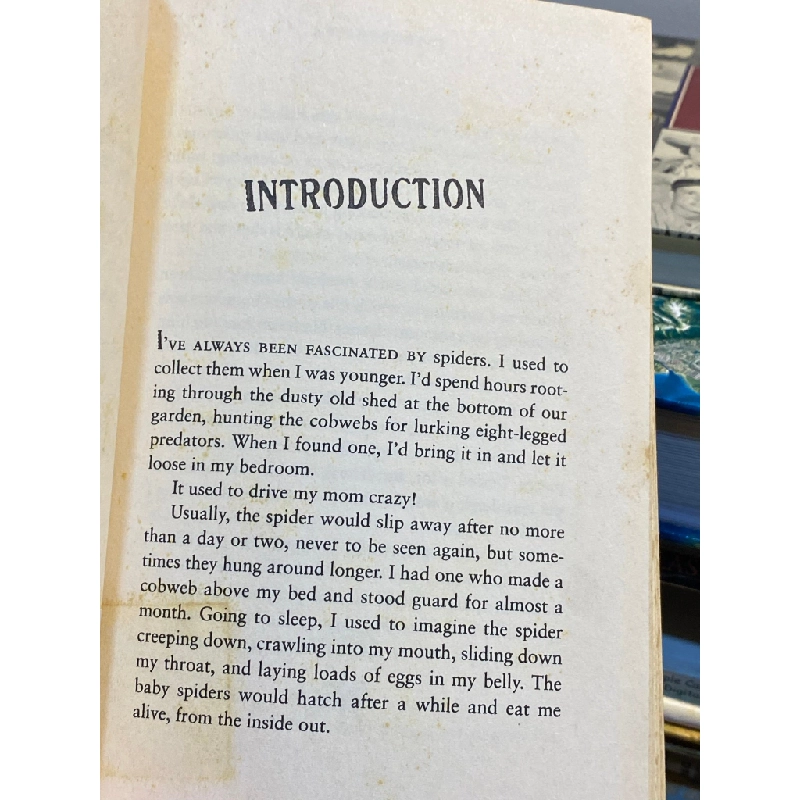 INTRODUCTION
I'VE ALWAYS BEEN FASCINATED BY spiders. I used to
collect them when I was younger. I'd spend hours root-
ing through the dusty old shed at the bottom of our
garden, hunting the cobwebs for lurking eight-legged
predators. When I found one, I'd bring it in and let it
loose in my bedroom.
It used to drive my mom crazy!
Usually, the spider would slip away after no more
than a day or two, never to be seen again, but some-
times they hung around longer. I had one who made a
cobweb above my bed and stood guard for almost a
month. Going to sleep, I used to imagine the spider
creeping down, crawling into my mouth, sliding down
my throat, and laying loads of eggs in my belly. The
baby spiders would hatch after a while and eat me
alive, from the inside out.